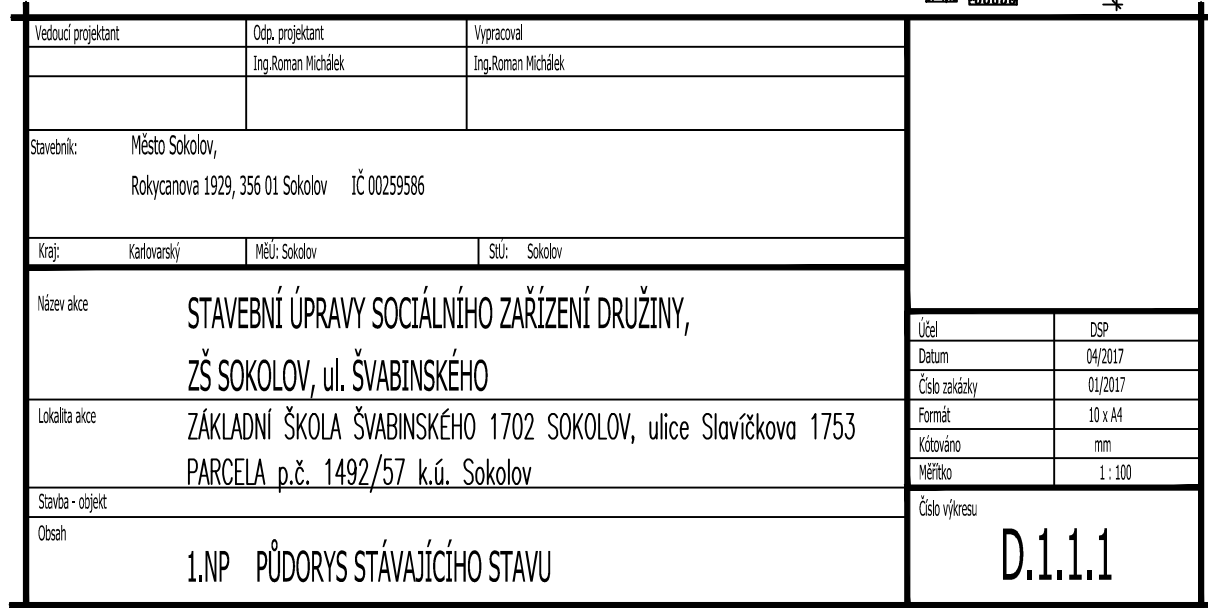 Vedoucí projektant Odp. projektant Vypracoval
Ing.Roman Michálek Ing.Roman Michálek
Stavebník: Město Sokolov,
Rokycanova 1929, 356 01 Sokolov IČ 00259586
Kraj: Karlovarský MěÚ: Sokolov StÚ: Sokolov
Název akce STAVEBNÍ ÚPRAVY SOCIÁLNÍHO ZAŘÍZENÍ DRUŽINY,
ZŠ SOKOLOV, ul. ŠVABINSKÉHO
Lokalita akce ZÁKLADNÍ ŠKOLA ŠVABINSKÉHO 1702 SOKOLOV, ulice Slavíčkova 1753
PARCELA p.č. 1492/57 k.ú. Sokolov
Stavba - objekt
Obsah
1.NP PŮDORYS STÁVAJÍCÍHO STAVU
Účel DSP
Datum 04/2017
Číslo zakázky 01/2017
Formát 10 x A4
Kótováno mm
Měřítko 1 : 100
Číslo výkresu
D.1.1.1